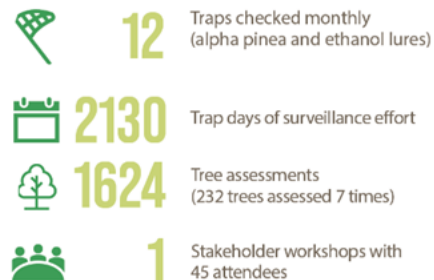 12
Traps checked monthly
(alpha pinea and ethanol lures)
2130
Trap days of surveillance effort
1624
Tree assessments
(232 trees assessed 7 times)
1
Stakeholder workshops with
45 attendees